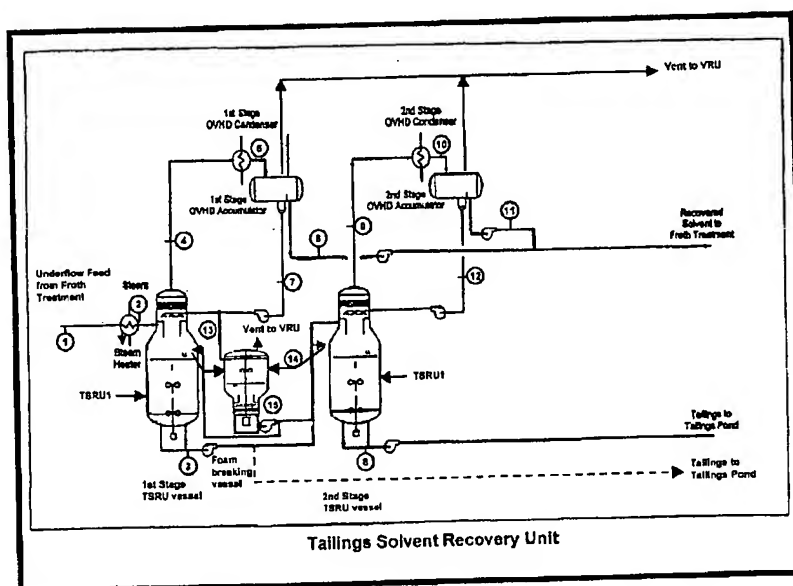 Vent to VRU
1st Stage
OVHD Condenser
2nd Stage
OVHD Condenser
6
10
1st Stage
OVHD Accumulator
2nd Stage
OVHD Accumulator
11
4
8
Recovered
Solvent to
Froth Treatment
7
12
Underflow Feed
from Froth
Treatment
Steam
2
1
Steam
Heater
13
Vent to VRU
14
TSRU1
TSRU1
15
3
Foam
breaking
vessel
Tailings to
Tailings Pond
1st Stage
TSRU vessel
2nd Stage
TSRU vessel
Tailings to
Tailings Pond
Tailings Solvent Recovery Unit